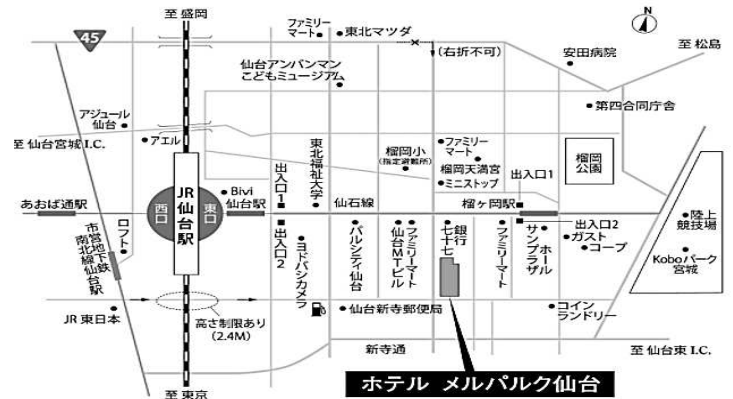 至 盛岡
N
45
ファミリー
マート
東北マツダ
(右折不可)
至 松島
安田病院
仙台アンパンマン
こどもミュージアム
第四合同庁舎
アジュール
仙台
至 仙台宮城 I.C.
アエル
東北福祉大学
榴岡小
(指定避難所)
ファミリー
マート
榴岡天満宮
ミニストップ
出入口1
榴岡
公園
出入口1
Bivi
仙台駅
仙石線
榴ヶ岡駅
あおば通駅
西口
JR仙台駅
東口
出入口2
陸上
競技場
市営地下鉄
南北線仙台駅
ロフト
出入口2
ヨドバシカメラ
パルシティ仙台
仙台MTビル
ファミリーマート
七十七
銀行
ファミリーマート
サンプラザ
ホール
ガスト
コープ
Koboパーク
宮城
JR 東日本
高さ制限あり
(2.4M)
仙台新寺郵便局
コイン
ランドリー
新寺通
至 仙台東 I.C.
至 東京
ホテル メルパルク仙台